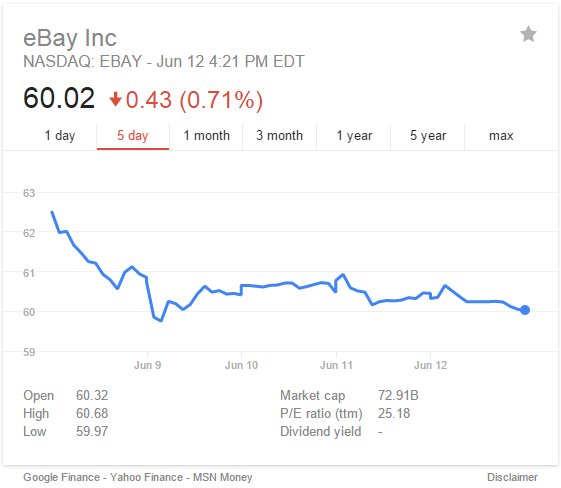 eBay Inc
NASDAQ: EBAY - Jun 12 4:21 PM EDT
60.02 0.43 (0.71%)
1 day 5 day 1 month 3 month 1 year 5 year max
63
62
61
60
59
Jun 9 Jun 10 Jun 11 Jun 12
Open 60.32 Market cap 72.91B
High 60.68 P/E ratio (ttm) 25.18
Low 59.97 Dividend yield -
Google Finance - Yahoo Finance - MSN Money Disclaimer